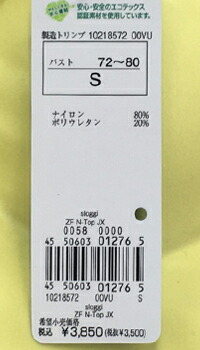 安心・安全のエコテックス
認証素材を使用しています。
製造トリンプ 10218572 00VU
バスト 72〜80
S
ナイロン 80%
ポリウレタン 20%
sloggi
ZF N-Top JX
0058 0000
45 50603 01276 5
45 50603 01276 5
10218572 00VU S
sloggi
ZF N-Top JX
希望小売価格
税込 ¥3,850(税抜¥3,500)